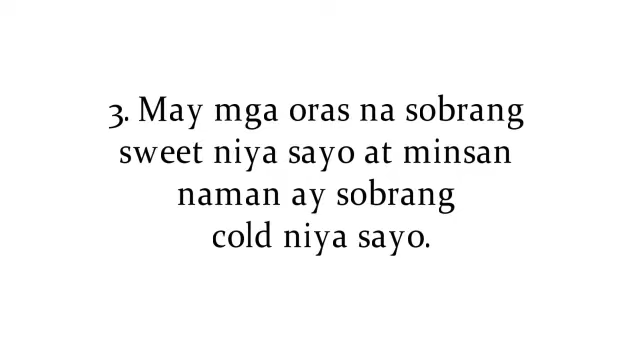 3. May mga oras na sobrang
sweet niya sayo at minsan
naman ay sobrang
cold niya sayo.